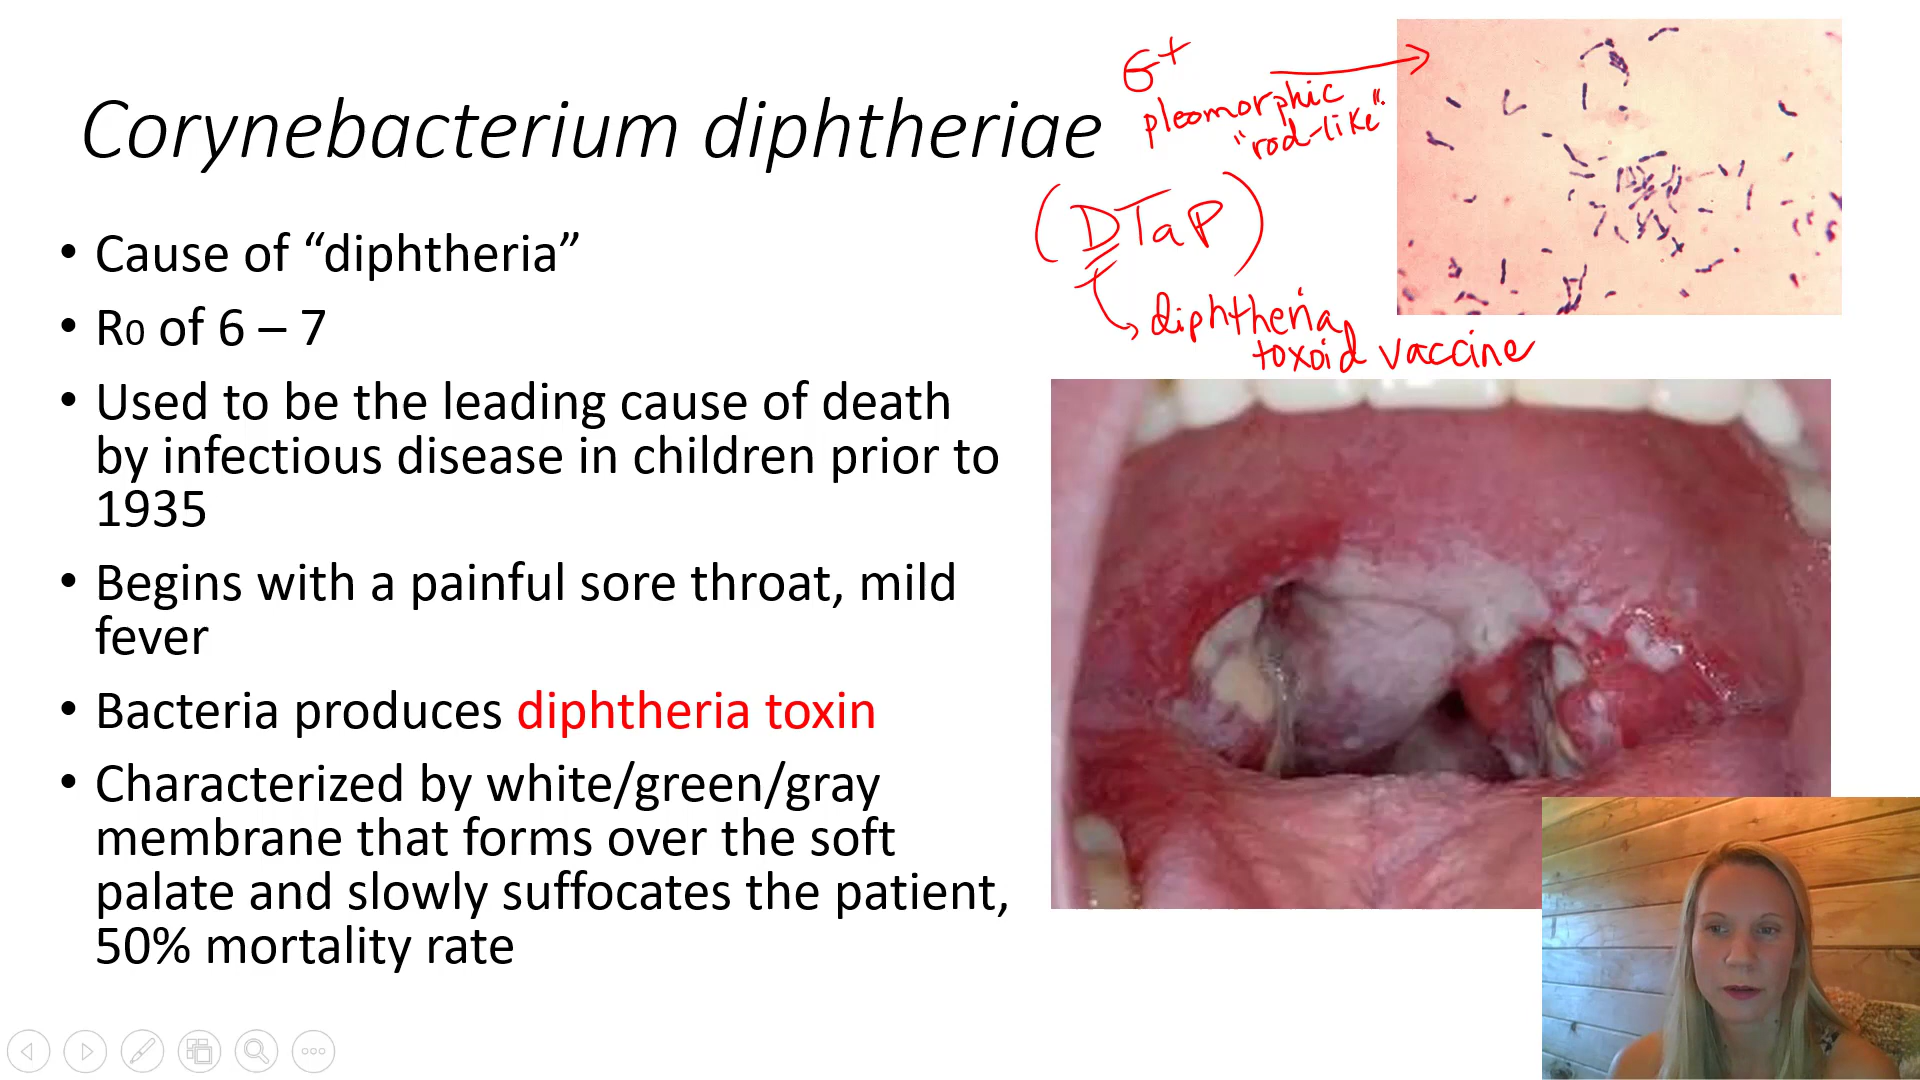 Corynebacterium diphtheriae
• Cause of “diphtheria”
• R0 of 6 – 7
• Used to be the leading cause of death
by infectious disease in children prior to
1935
• Begins with a painful sore throat, mild
fever
• Bacteria produces diphtheria toxin
• Characterized by white/green/gray
membrane that forms over the soft
palate and slowly suffocates the patient,
50% mortality rate
G+
pleomorphic
"rod-like".
(DTaP)
diphtheria
toxoid vaccine